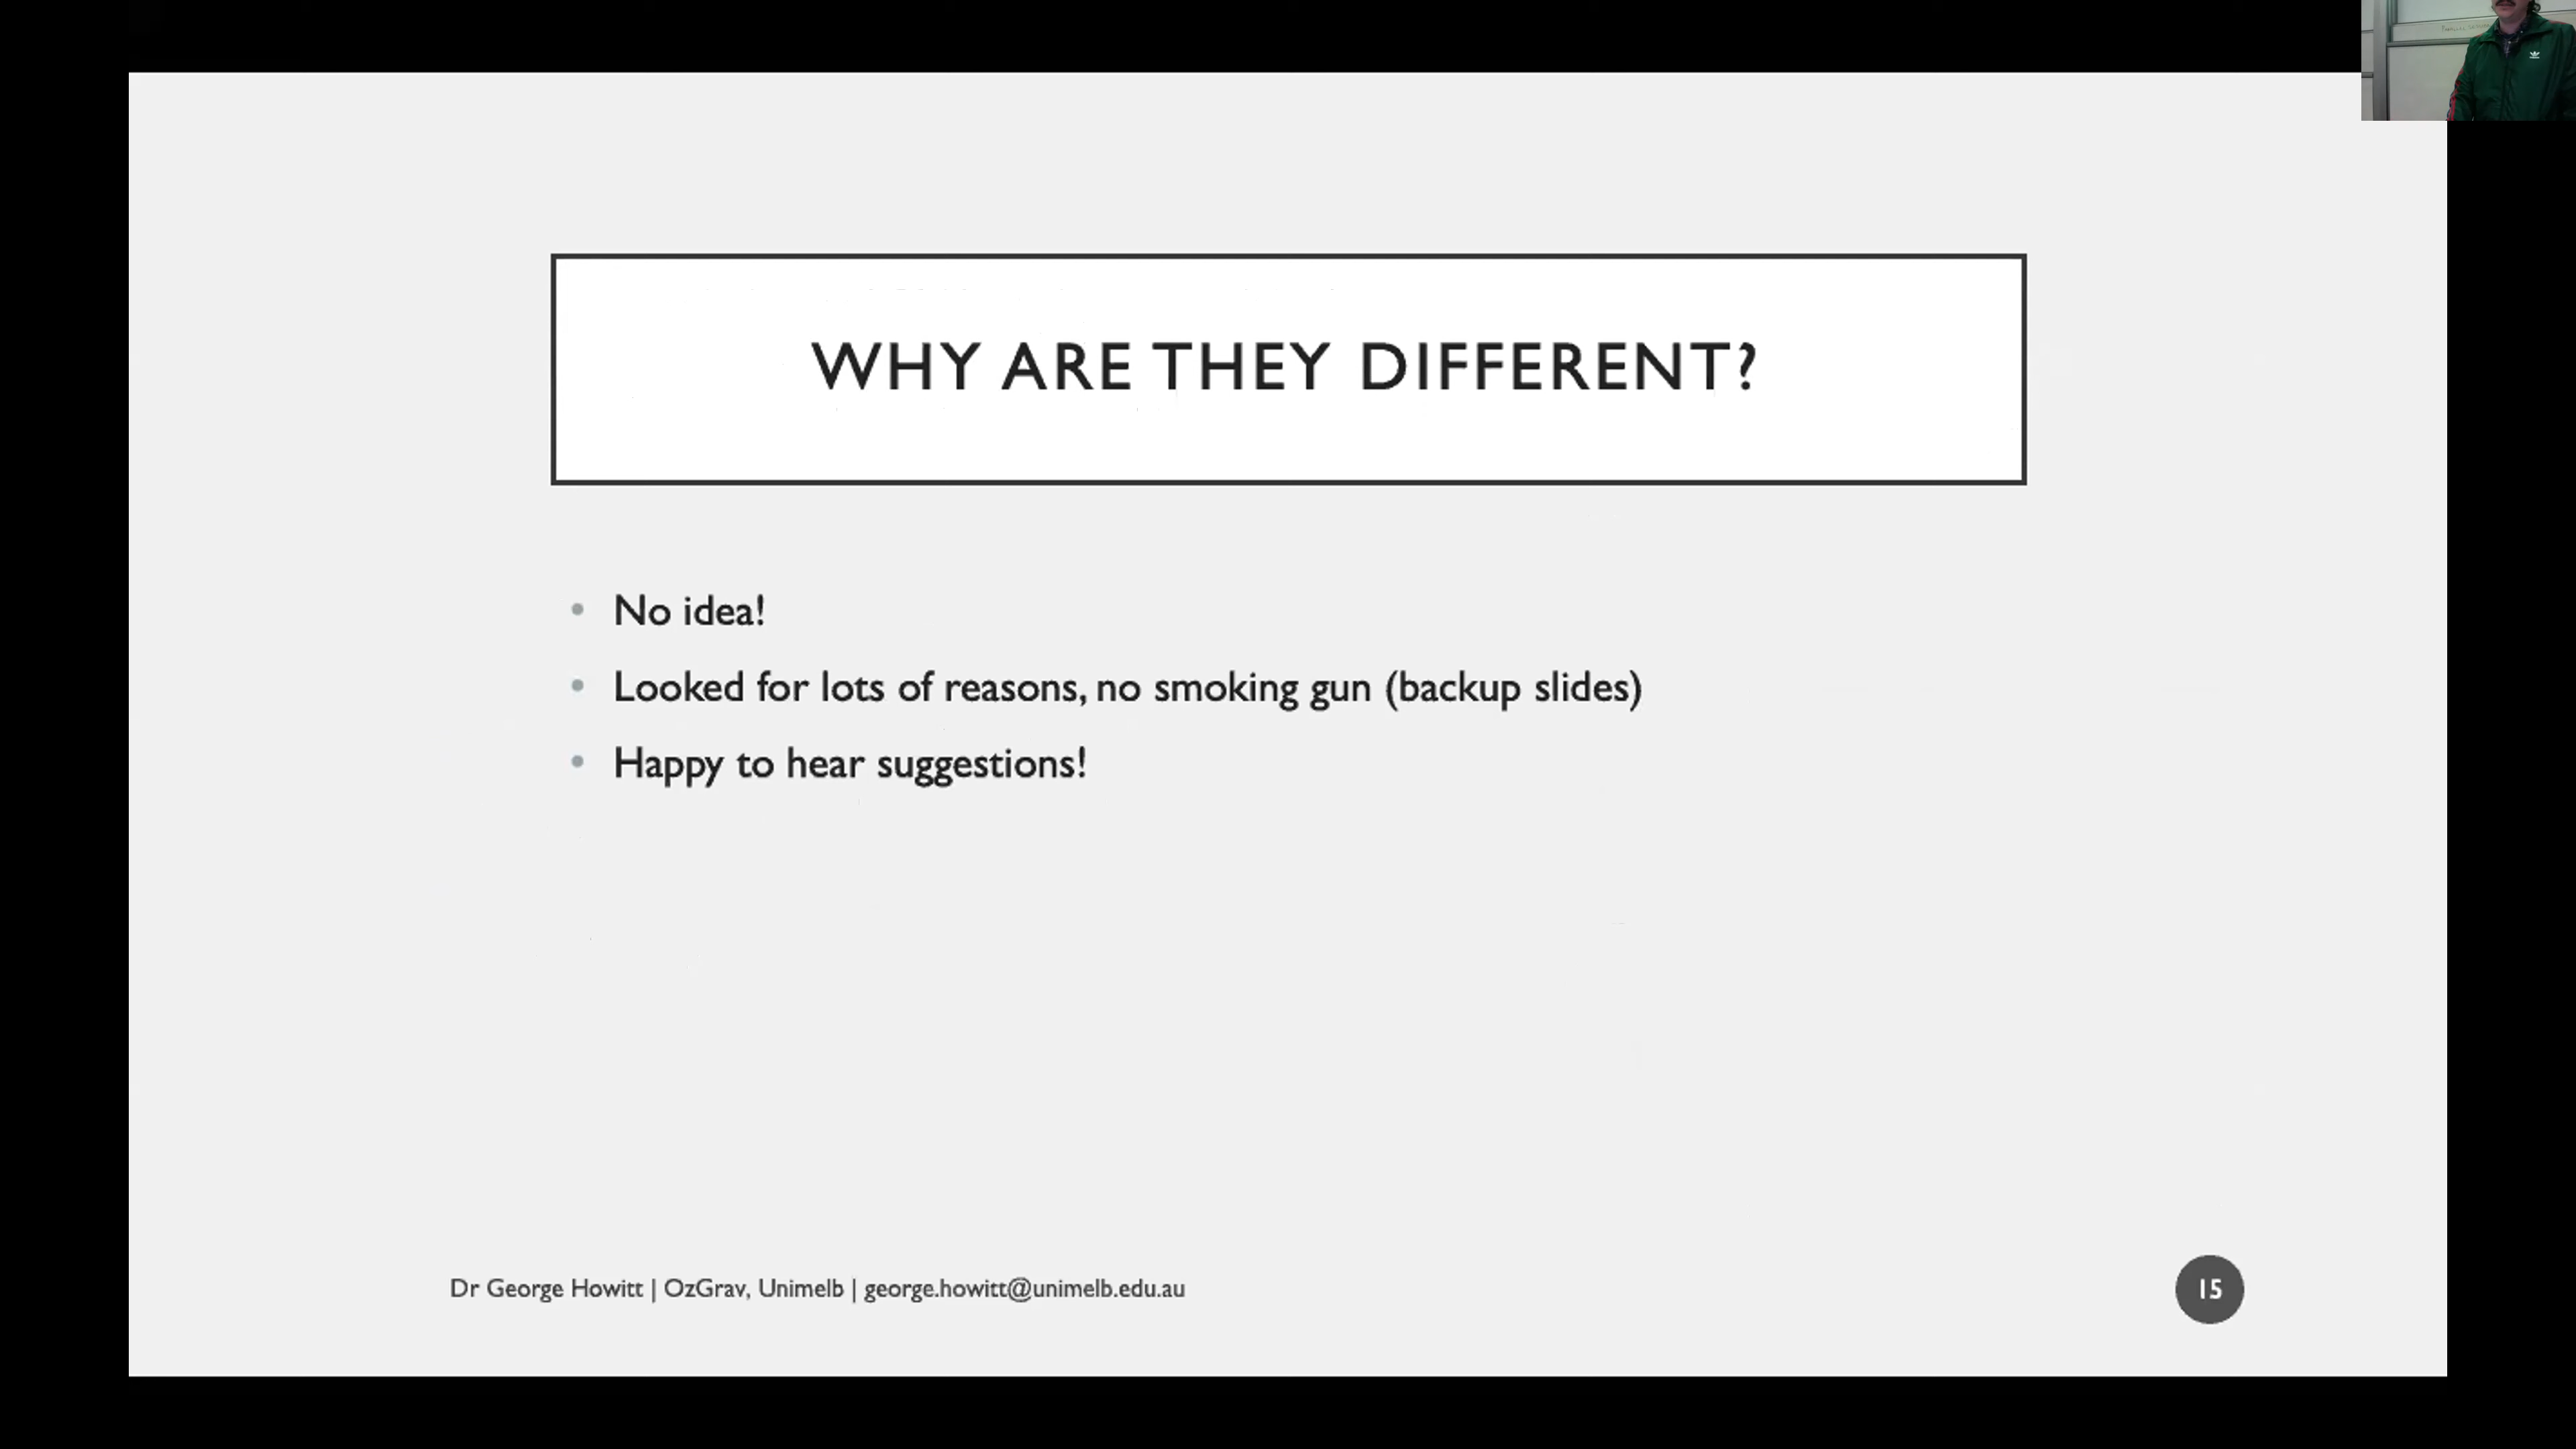 WHY ARE THEY DIFFERENT?
• No idea!
• Looked for lots of reasons, no smoking gun (backup slides)
• Happy to hear suggestions!
Dr George Howitt | OzGrav, Unimelb | george.howitt@unimelb.edu.au
15